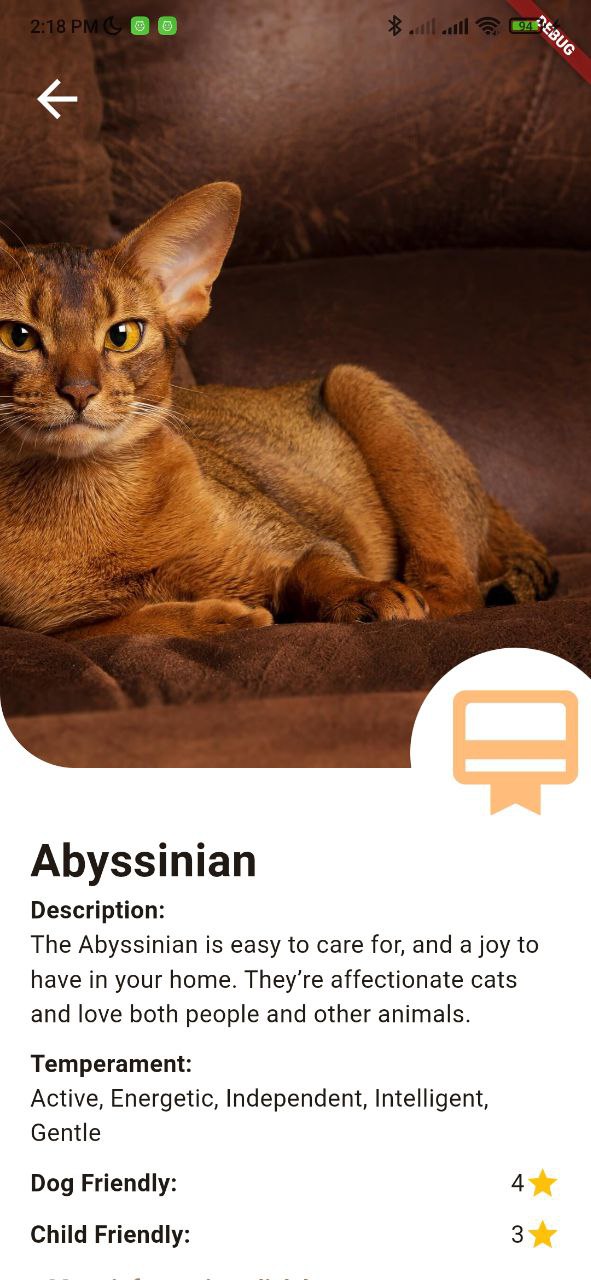 2:18 PM
94
DEBUG
Abyssinian
Description:
The Abyssinian is easy to care for, and a joy to
have in your home. They’re affectionate cats
and love both people and other animals.
Temperament:
Active, Energetic, Independent, Intelligent,
Gentle
Dog Friendly:
4
Child Friendly:
3